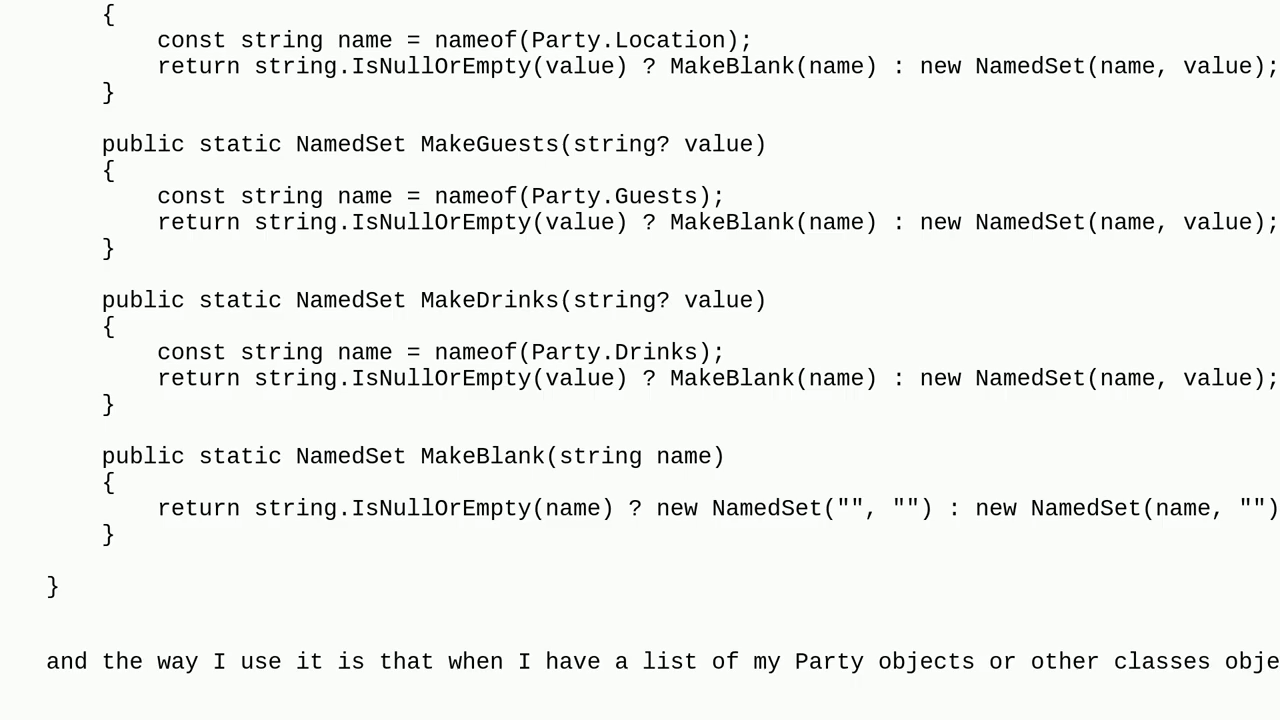 {
const string name = nameof(Party.Location);
return string.IsNullOrEmpty(value) ? MakeBlank(name) : new NamedSet(name, value);
}
public static NamedSet MakeGuests(string? value)
{
const string name = nameof(Party.Guests);
return string.IsNullOrEmpty(value) ? MakeBlank(name) : new NamedSet(name, value);
}
public static NamedSet MakeDrinks(string? value)
{
const string name = nameof(Party.Drinks);
return string.IsNullOrEmpty(value) ? MakeBlank(name) : new NamedSet(name, value);
}
public static NamedSet MakeBlank(string name)
{
return string.IsNullOrEmpty(name) ? new NamedSet("", "") : new NamedSet(name, "")
}
}
and the way I use it is that when I have a list of my Party objects or other classes obje